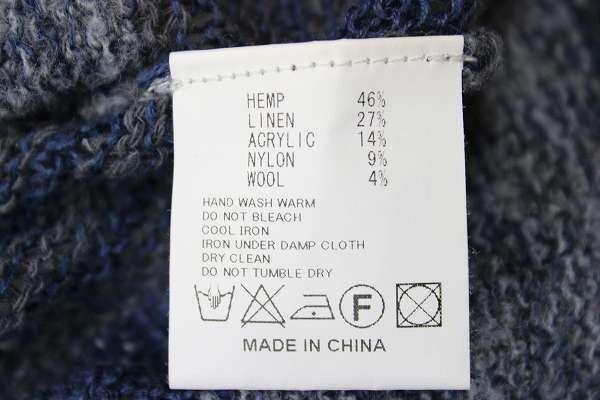 HEMP 46%
LINEN 27%
ACRYLIC 14%
NYLON 9%
WOOL 4%
HAND WASH WARM
DO NOT BLEACH
COOL IRON
IRON UNDER DAMP CLOTH
DRY CLEAN
DO NOT TUMBLE DRY
F
MADE IN CHINA